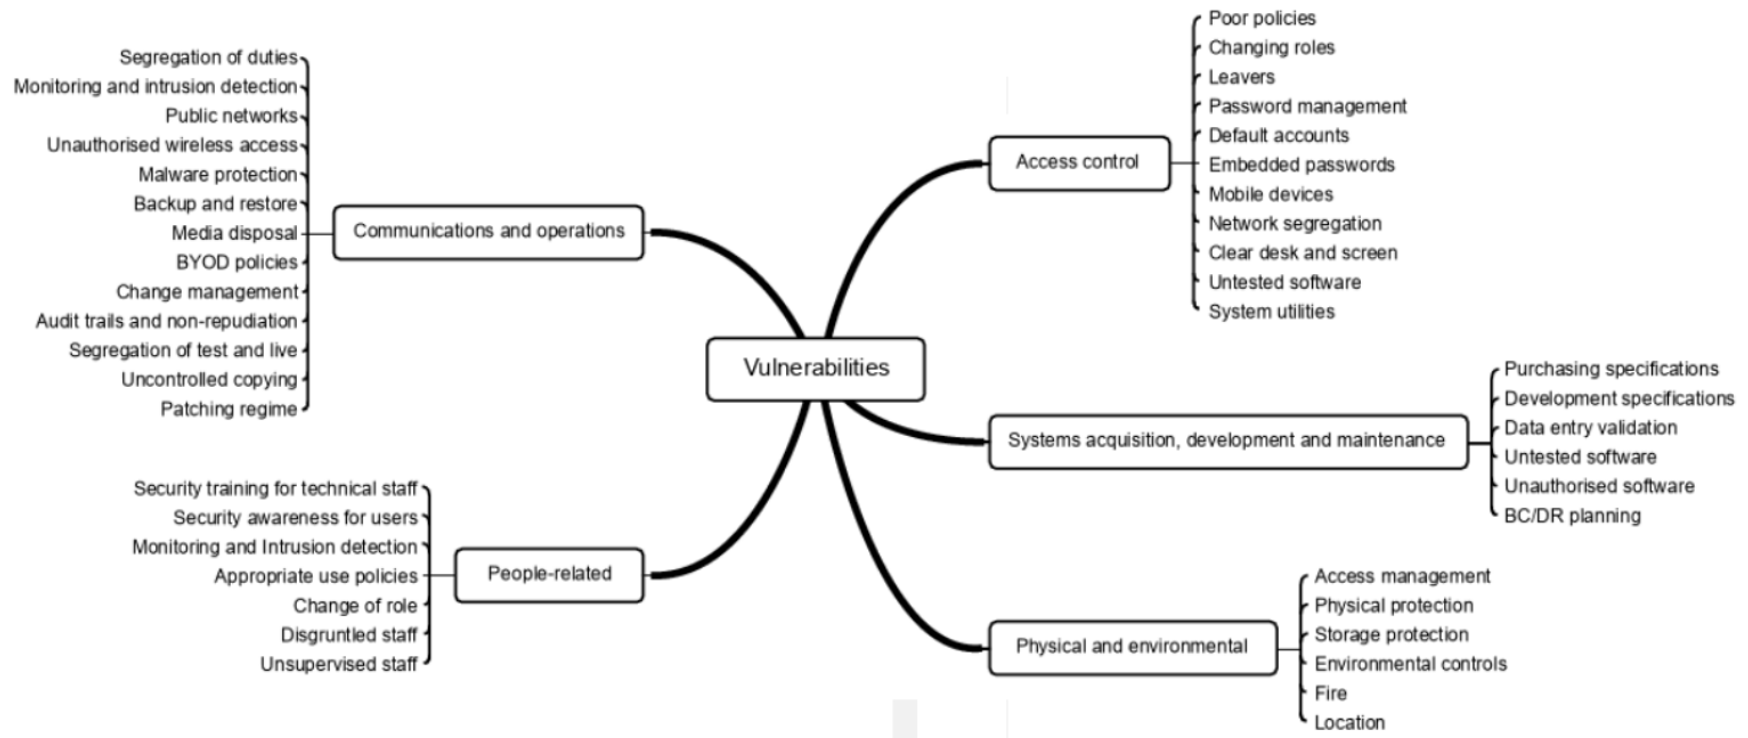 Segregation of duties
Monitoring and intrusion detection
Public networks
Unauthorised wireless access
Malware protection
Backup and restore
Media disposal
BYOD policies
Change management
Audit trails and non-repudiation
Segregation of test and live
Uncontrolled copying
Patching regime
Communications and operations
Security training for technical staff
Security awareness for users
Monitoring and Intrusion detection
Appropriate use policies
Change of role
Disgruntled staff
Unsupervised staff
People-related
Vulnerabilities
Access control
Poor policies
Changing roles
Leavers
Password management
Default accounts
Embedded passwords
Mobile devices
Network segregation
Clear desk and screen
Untested software
System utilities
Systems acquisition, development and maintenance
Purchasing specifications
Development specifications
Data entry validation
Untested software
Unauthorised software
BC/DR planning
Physical and environmental
Access management
Physical protection
Storage protection
Environmental controls
Fire
Location